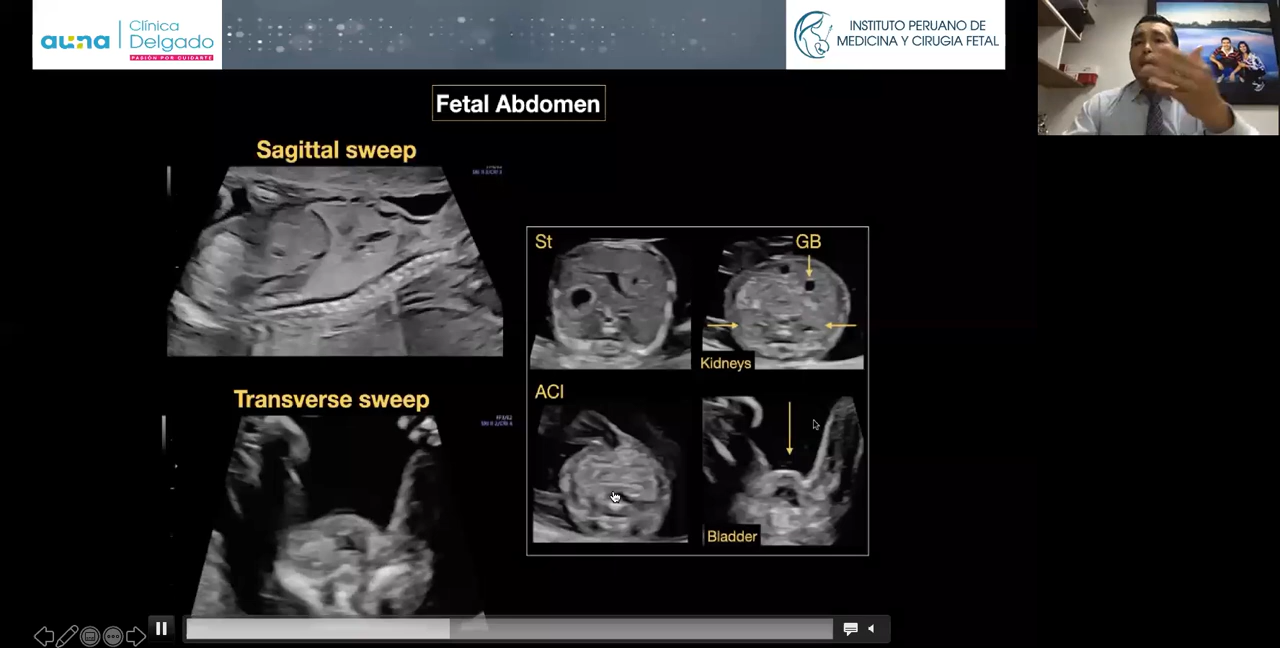 auna
Clínica
Delgado
PASIÓN POR CUIDARTE
INSTITUTO PERUANO DE
MEDICINA Y CIRUGIA FETAL
Fetal Abdomen
Sagittal sweep
St
GB
Kidneys
Transverse sweep
ACI
Bladder